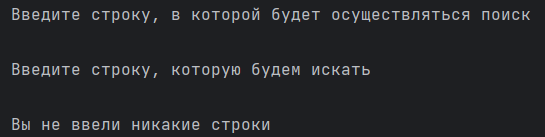 Введите строку, в которой будет осуществляться поиск
Введите строку, которую будем искать
Вы не ввели никакие строки